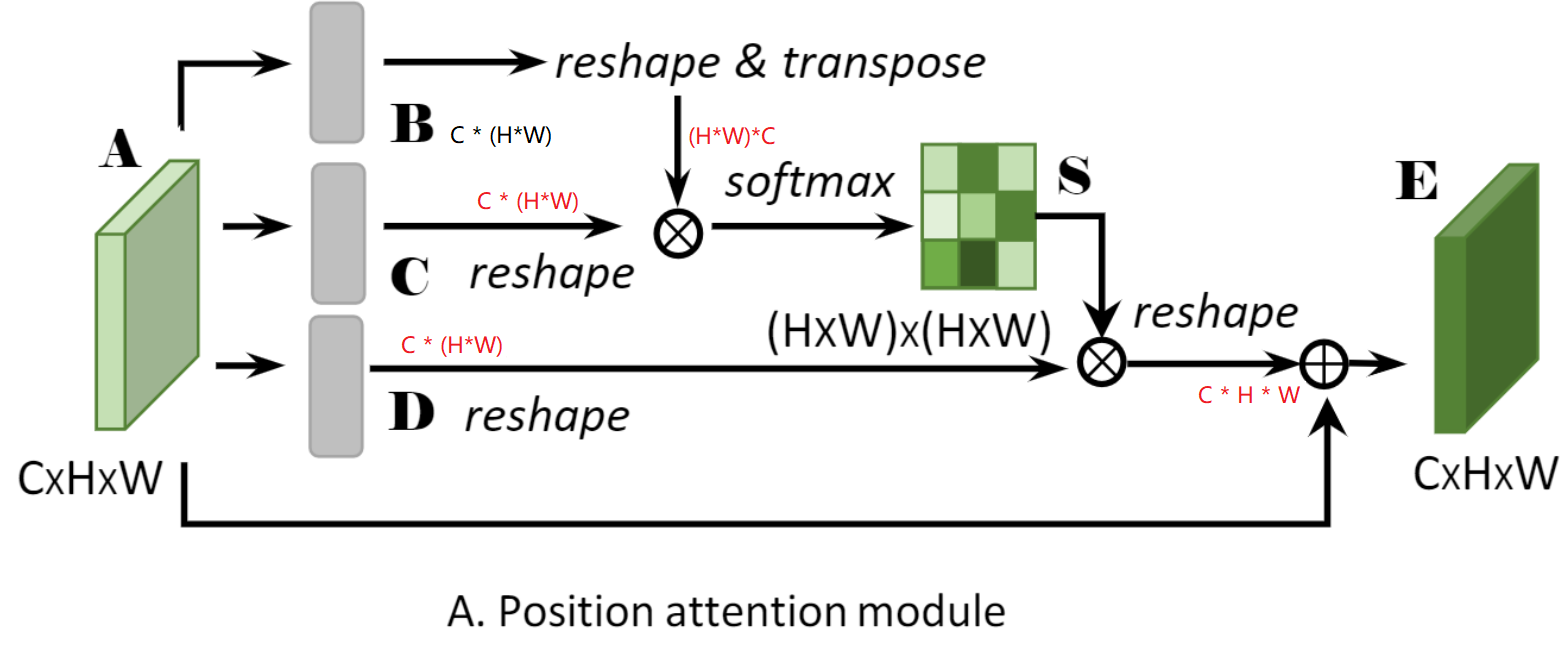 reshape & transpose
B C * (H*W)
(H*W)*C
A
softmax
S
E
C * (H*W)
C reshape
reshape
C * (H*W)
(HxW)x(HxW)
D reshape
C * H * W
CxHxW
CxHxW
A. Position attention module